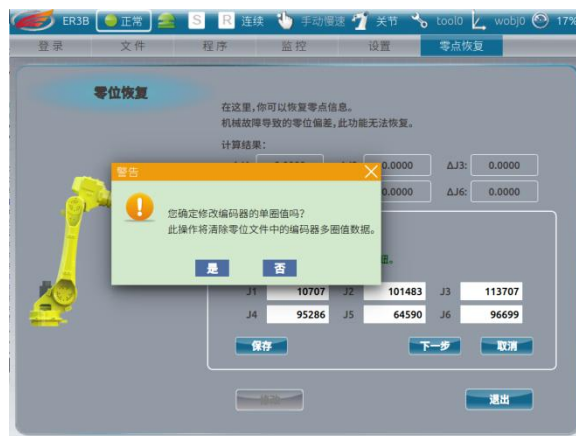 ER3B 正常 S R 连续 手动慢速 关节 tool0 wobj0 17%
登录 文件 程序 监控 设置 零点恢复
零位恢复
在这里,你可以恢复零点信息。
机械故障导致的零位偏差,此功能无法恢复。
计算结果:
0.0000 ΔJ3: 0.0000
0.0000 ΔJ6: 0.0000
警告
您确定修改编码器的单圈值吗?
此操作将清除零位文件中的编码器多圈值数据。
是 否
J1 10707 J2 101483 J3 113707
J4 95286 J5 64590 J6 96699
保存 下一步 取消
退出